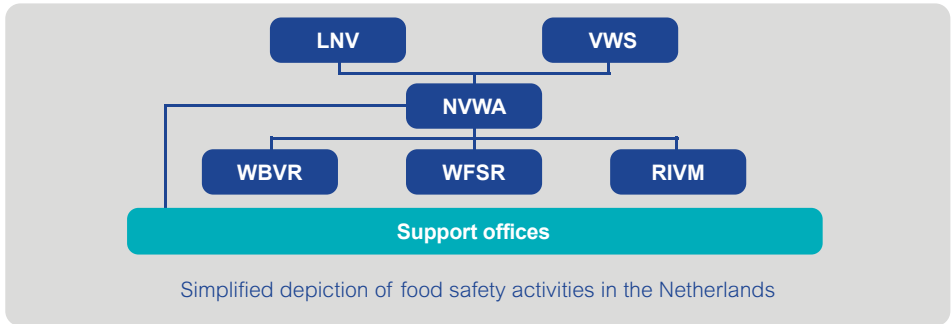 LNV
VWS
NVWA
WBVR
WFSR
RIVM
Support offices
Simplified depiction of food safety activities in the Netherlands